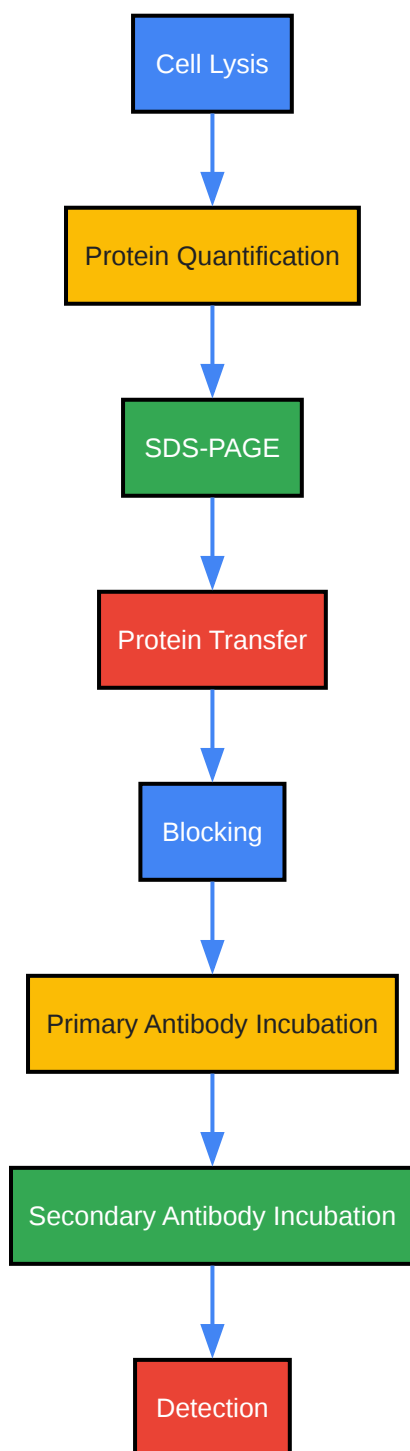 Cell Lysis
Protein Quantification
SDS-PAGE
Protein Transfer
Blocking
Primary Antibody Incubation
Secondary Antibody Incubation
Detection